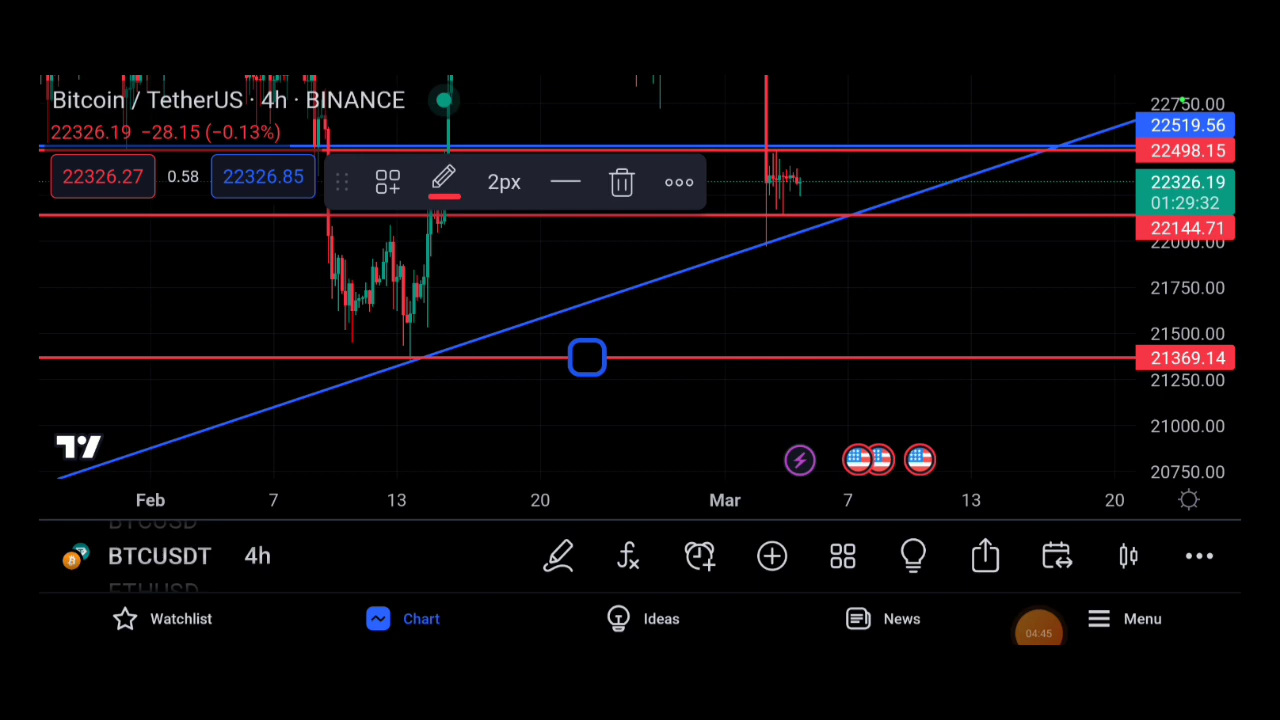 Bitcoin / TetherUS · 4h · BINANCE
22326.19 −28.15 (−0.13%)
22326.27 0.58 22326.85
2px
22750.00
22519.56
22498.15
22326.19
01:29:32
22144.71
22000.00
21750.00
21500.00
21369.14
21250.00
21000.00
20750.00
Feb 7 13 20 Mar 7 13 20
BTCUSD
BTCUSDT 4h
ETHUSD
Watchlist Chart Ideas News Menu
04:45